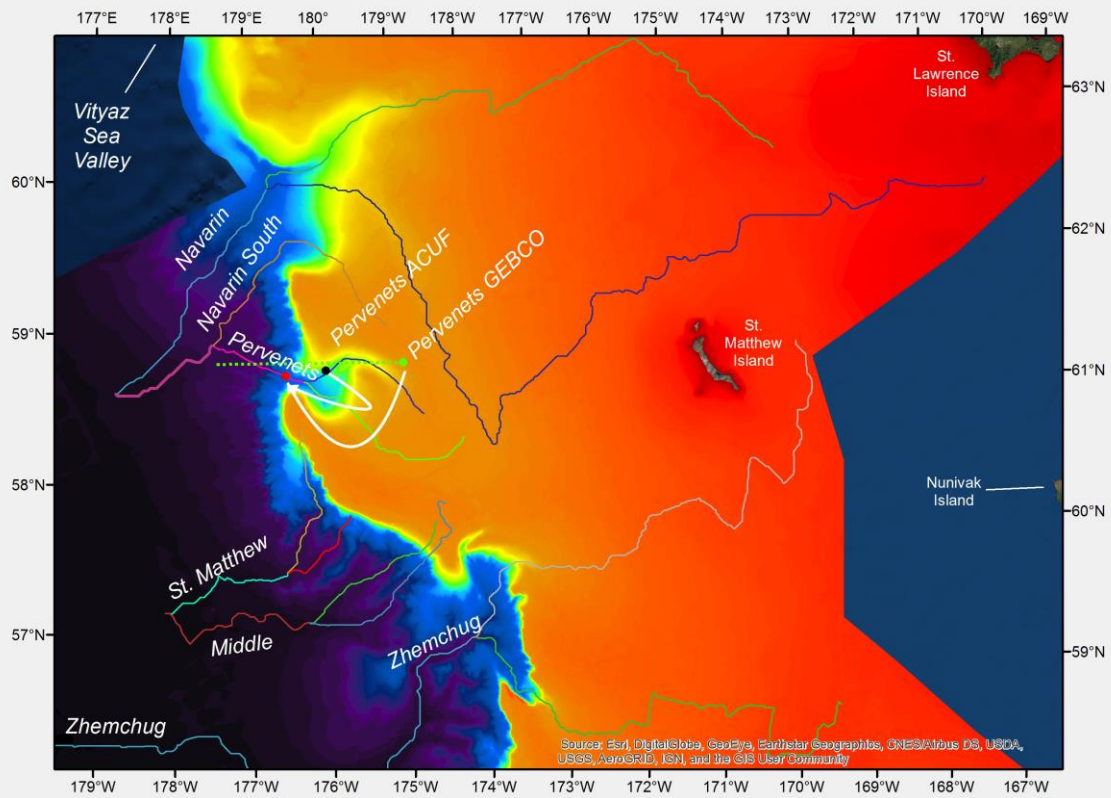 177°E 178°E 179°E 180° 179°W 178°W 177°W 176°W 175°W 174°W 173°W 172°W 171°W 170°W 169°W
St.
Lawrence
Island
63°N
Vityaz
Sea
Valley
60°N
62°N
Navarin
Navarin South
Pervenets ACUF
Pervenets GEBCO
59°N
Pervenets
St.
Matthew
Island
61°N
58°N
Nunivak
Island
60°N
St. Matthew
57°N
Middle
Zhemchug
59°N
Zhemchug
Source: Esri, DigitalGlobe, GeoEye, Earthstar Geographics, CNES/Airbus DS, USDA,
USGS, AeroGRID, IGN, and the GIS User Community
179°W 178°W 177°W 176°W 175°W 174°W 173°W 172°W 171°W 170°W 169°W 168°W 167°W